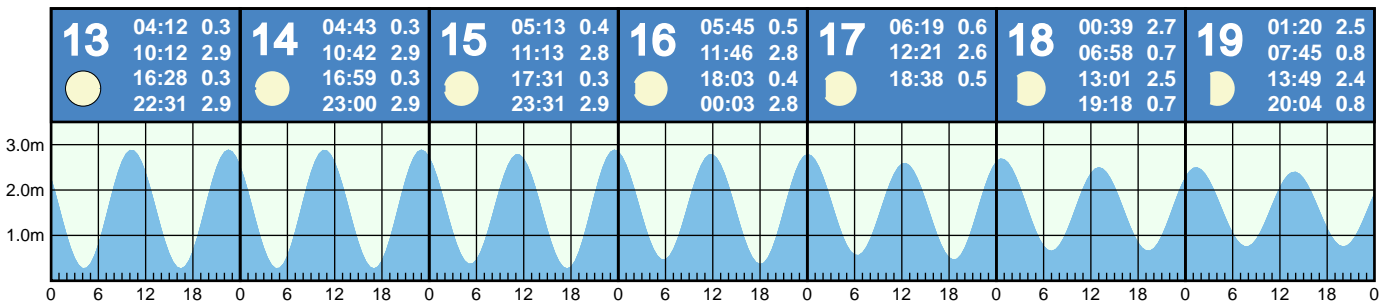 13 04:12 0.3 14 04:43 0.3 15 05:13 0.4 16 05:45 0.5 17 06:19 0.6 18 00:39 2.7 19 01:20 2.5
10:12 2.9 10:42 2.9 11:13 2.8 11:46 2.8 12:21 2.6 06:58 0.7 07:45 0.8
16:28 0.3 16:59 0.3 17:31 0.3 18:03 0.4 18:38 0.5 13:01 2.5 13:49 2.4
22:31 2.9 23:00 2.9 23:31 2.9 00:03 2.8 19:18 0.7 20:04 0.8
3.0m
2.0m
1.0m
0 6 12 18 0 6 12 18 0 6 12 18 0 6 12 18 0 6 12 18 0 6 12 18 0 6 12 18 0